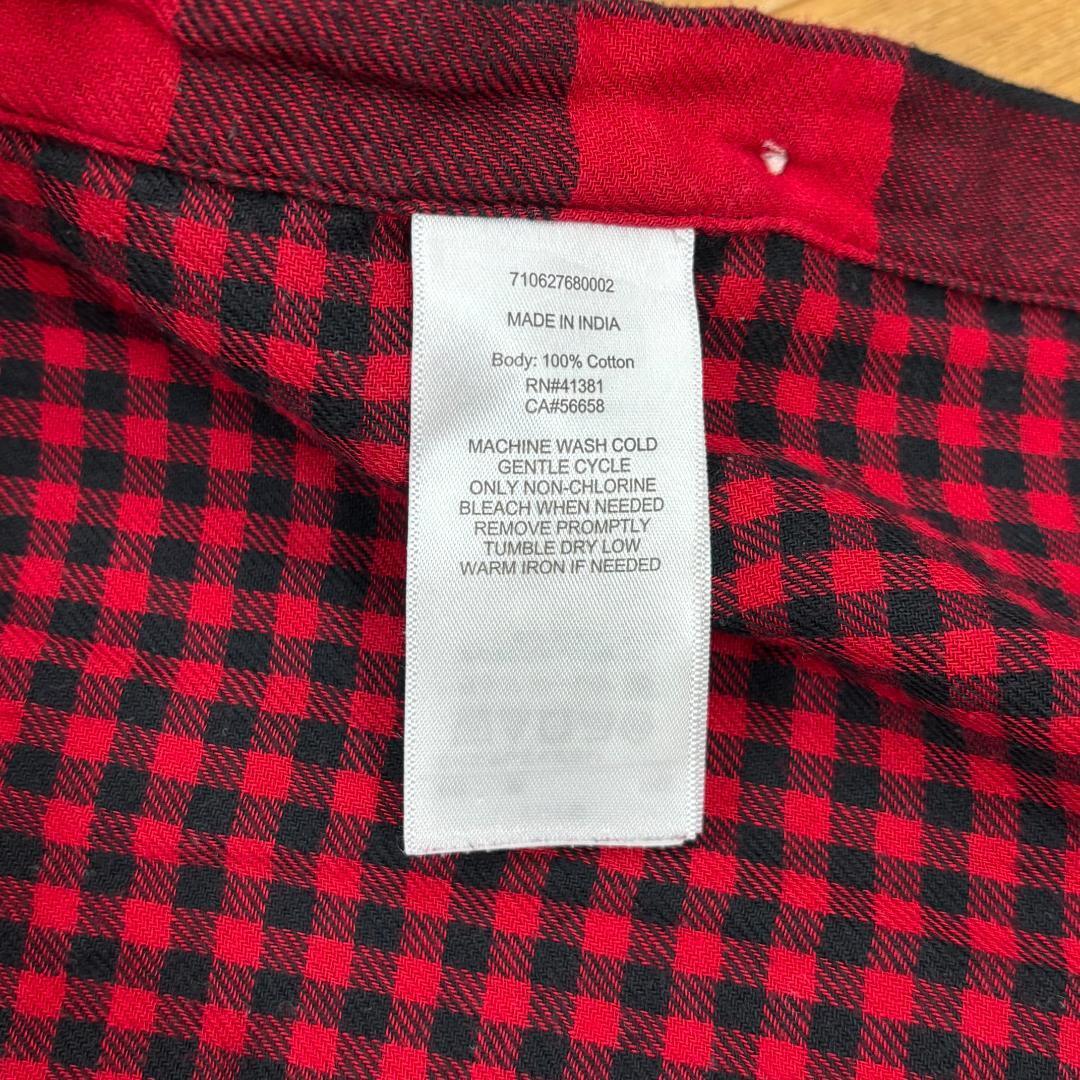 710627680002
MADE IN INDIA
Body: 100% Cotton
RN#41381
CA#56658
MACHINE WASH COLD
GENTLE CYCLE
ONLY NON-CHLORINE
BLEACH WHEN NEEDED
REMOVE PROMPTLY
TUMBLE DRY LOW
WARM IRON IF NEEDED